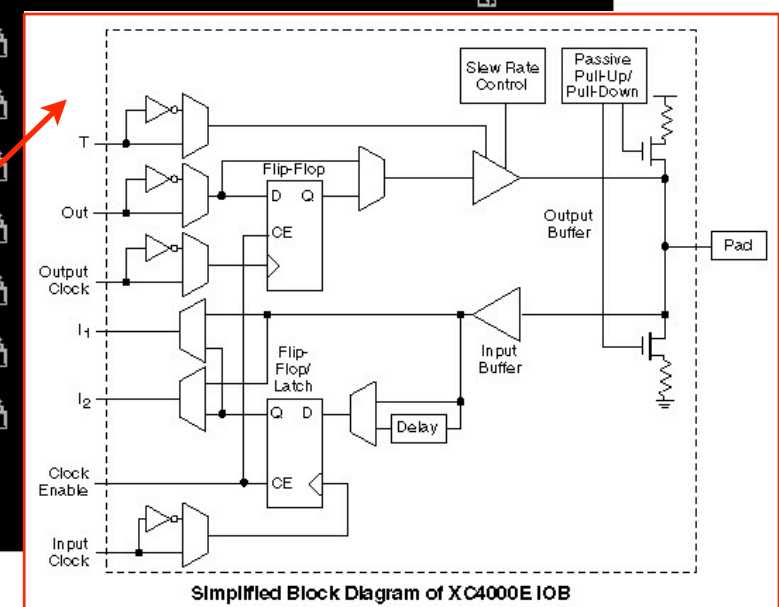 Slew Rate
Control
Passive
Pull-Up/
Pull-Down
T
Flip-Flop
D Q
Out
CE
Output
Buffer
Pad
Output
Clock
I1
Flip-
Flop/
Latch
Input
Buffer
I2
Q D
Delay
Clock
Enable
CE
Input
Clock
Simplified Block Diagram of XC4000E IOB